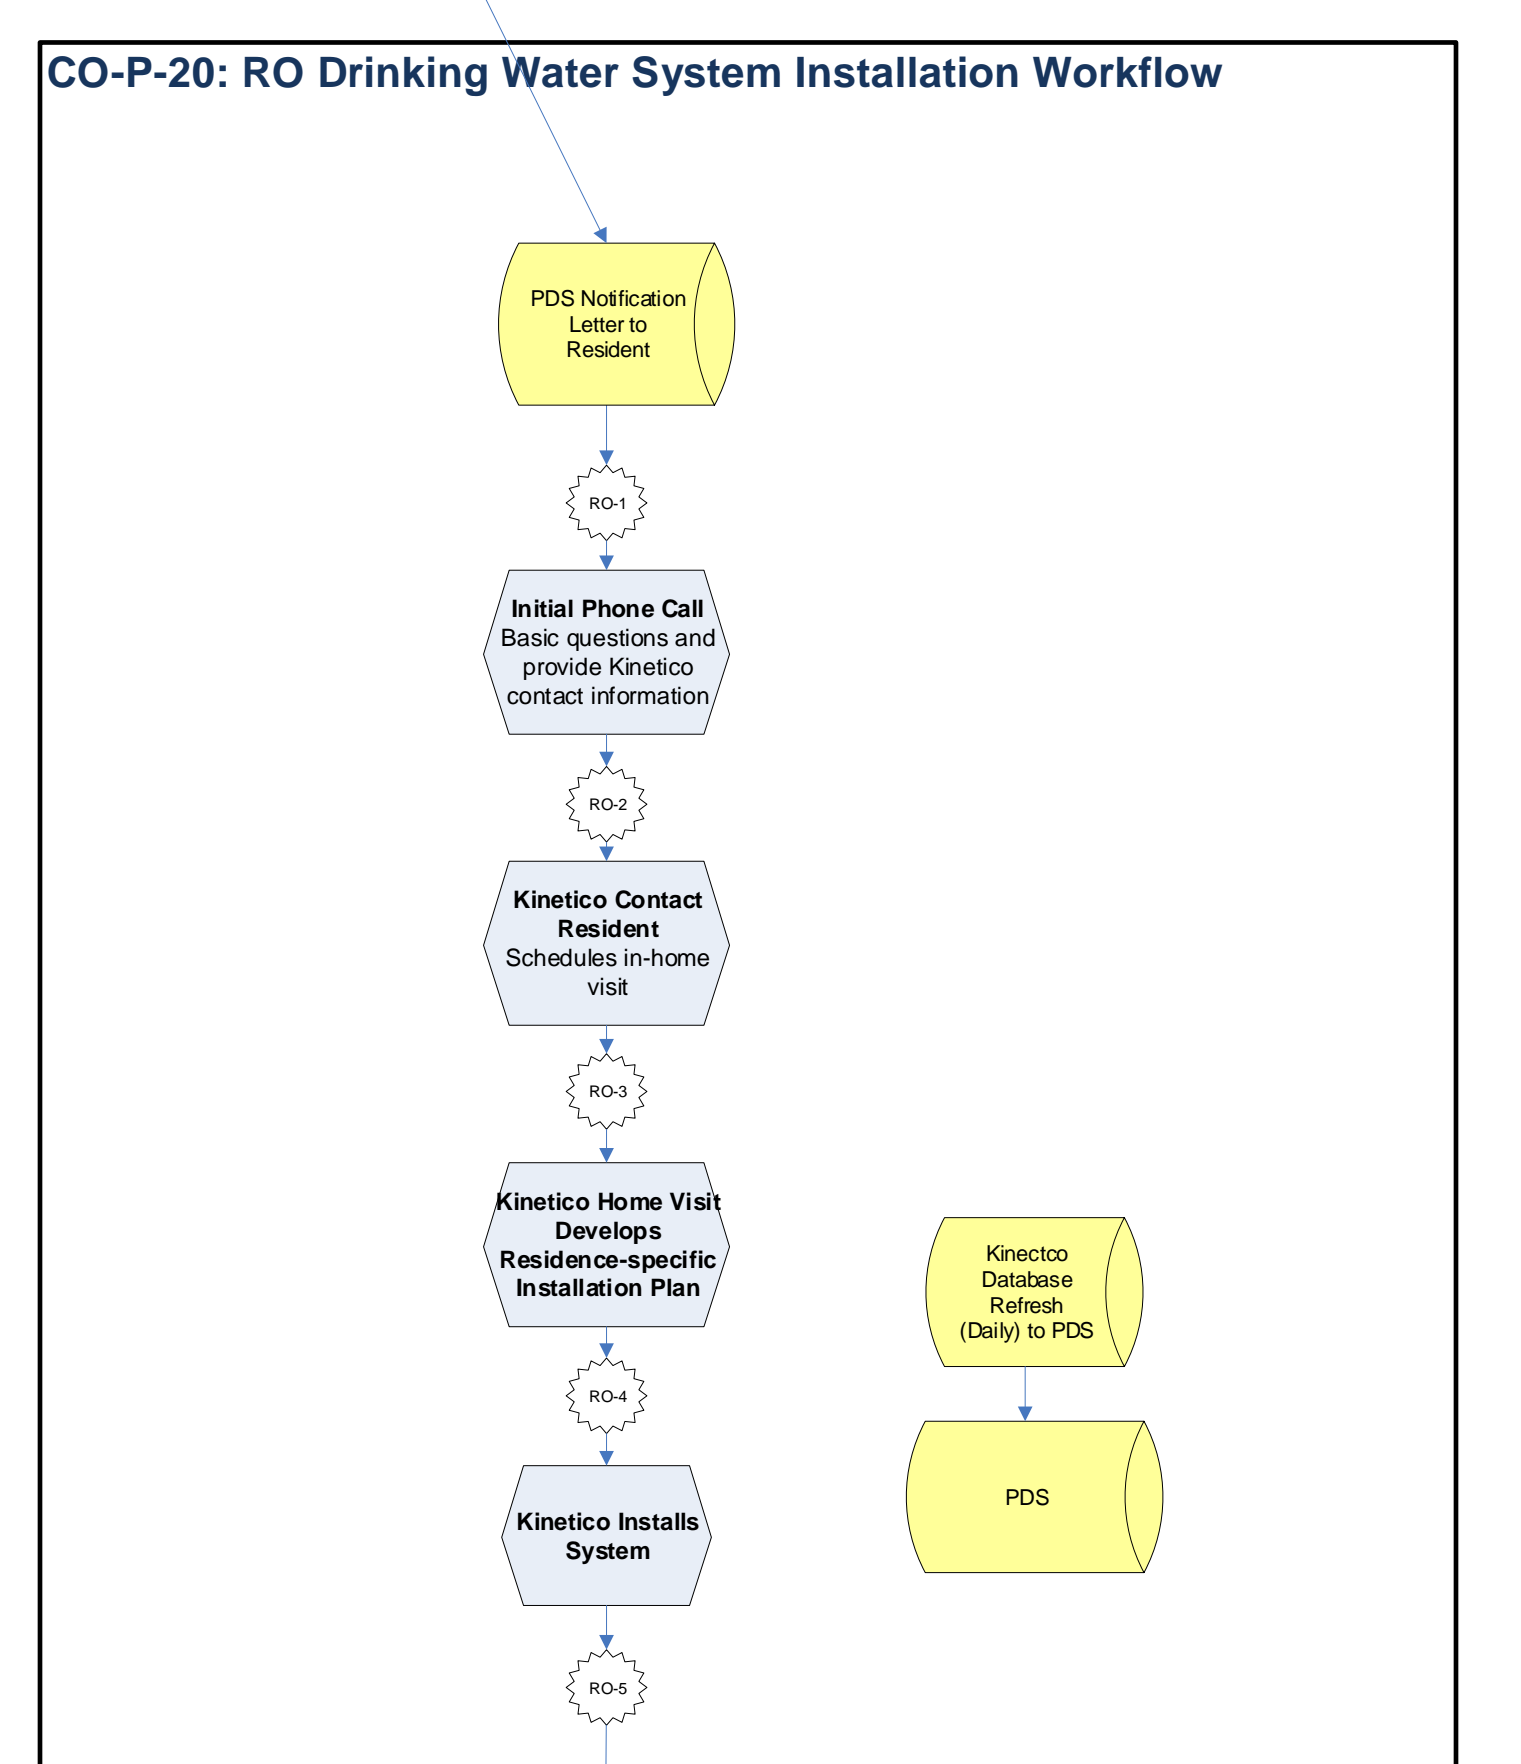 CO-P-20: RO Drinking Water System Installation Workflow
PDS Notification
Letter to
Resident
RO-1
Initial Phone Call
Basic questions and
provide Kinetico
contact information
RO-2
Kinetico Contact
Resident
Schedules in-home
visit
RO-3
Kinetico Home Visit
Develops
Residence-specific
Installation Plan
RO-4
Kinetico Installs
System
RO-5
Kinectco
Database
Refresh
(Daily) to PDS
PDS